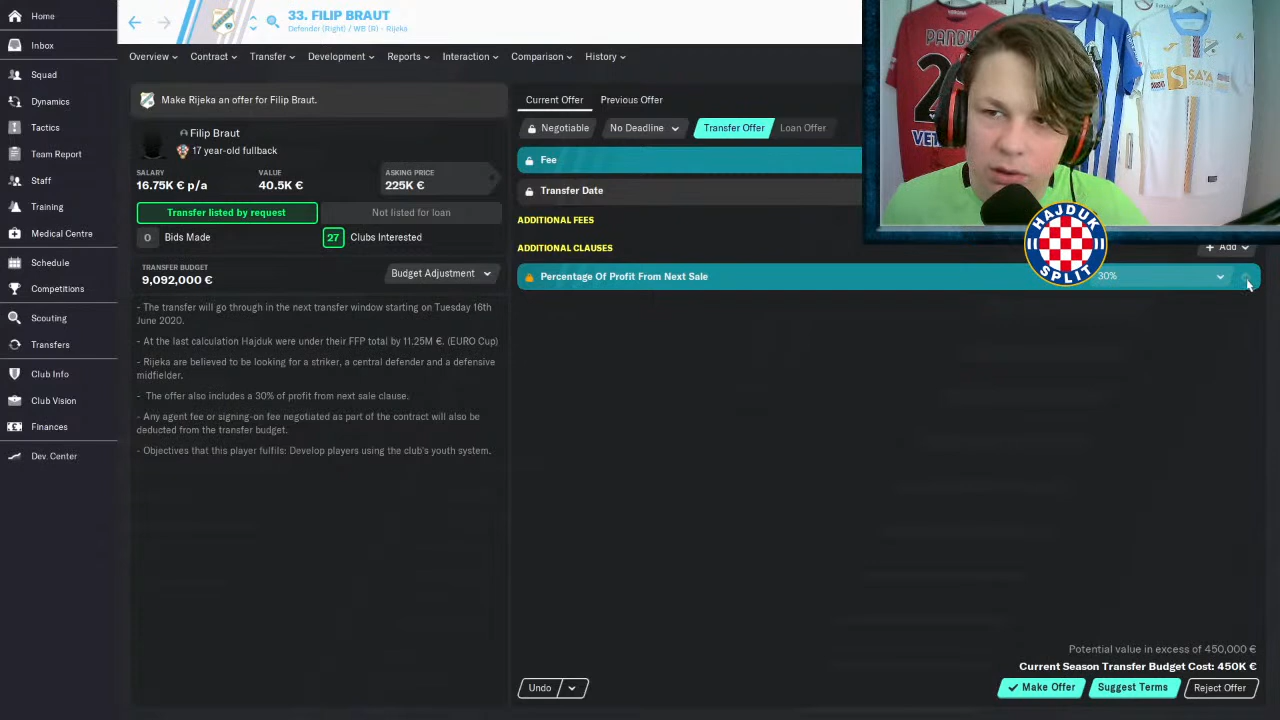 Home
Inbox
Squad
Dynamics
Tactics
Team Report
Staff
Training
Medical Centre
Schedule
Competitions
Scouting
Transfers
Club Info
Club Vision
Finances
Dev. Center
33. FILIP BRAUT
Defender (Right) / WB (R) - Rijeka
Overview Contract Transfer Development Reports Interaction Comparison History
Make Rijeka an offer for Filip Braut.
Filip Braut
17 year-old fullback
SALARY VALUE ASKING PRICE
16.75K € p/a 40.5K € 225K €
Transfer listed by request Not listed for loan
0 Bids Made 27 Clubs Interested
TRANSFER BUDGET
9,092,000 €
Budget Adjustment
- The transfer will go through in the next transfer window starting on Tuesday 16th
June 2020.
- At the last calculation Hajduk were under their FFP total by 11.25M €. (EURO Cup)
- Rijeka are believed to be looking for a striker, a central defender and a defensive
midfielder.
- The offer also includes a 30% of profit from next sale clause.
- Any agent fee or signing-on fee negotiated as part of the contract will also be
deducted from the transfer budget.
- Objectives that this player fulfils: Develop players using the club's youth system.
Current Offer Previous Offer
Negotiable No Deadline Transfer Offer Loan Offer
Fee
Transfer Date
ADDITIONAL FEES
ADDITIONAL CLAUSES
+ Add
Percentage Of Profit From Next Sale 30%
Potential value in excess of 450,000 €
Current Season Transfer Budget Cost: 450K €
Undo
Make Offer Suggest Terms Reject Offer
HAJDUK
SPLIT